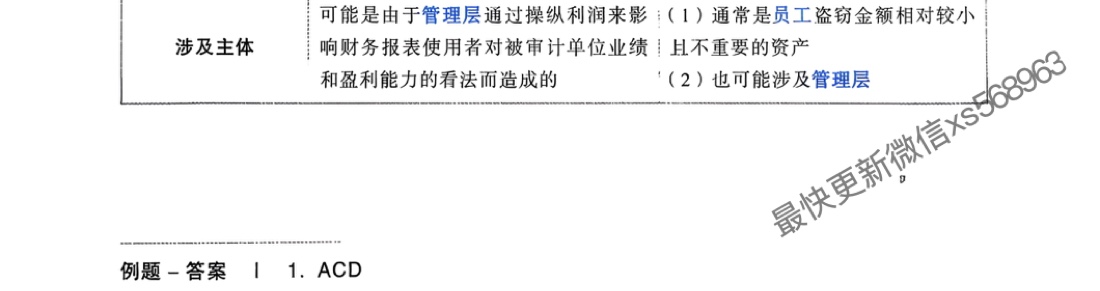 涉及主体
可能是由于管理层通过操纵利润来影
响财务报表使用者对被审计单位业绩
和盈利能力的看法而造成的
（1）通常是员工盗窃金额相对较小
且不重要的资产
（2）也可能涉及管理层
最快更新微信xs568963
例题 – 答案 | 1. ACD